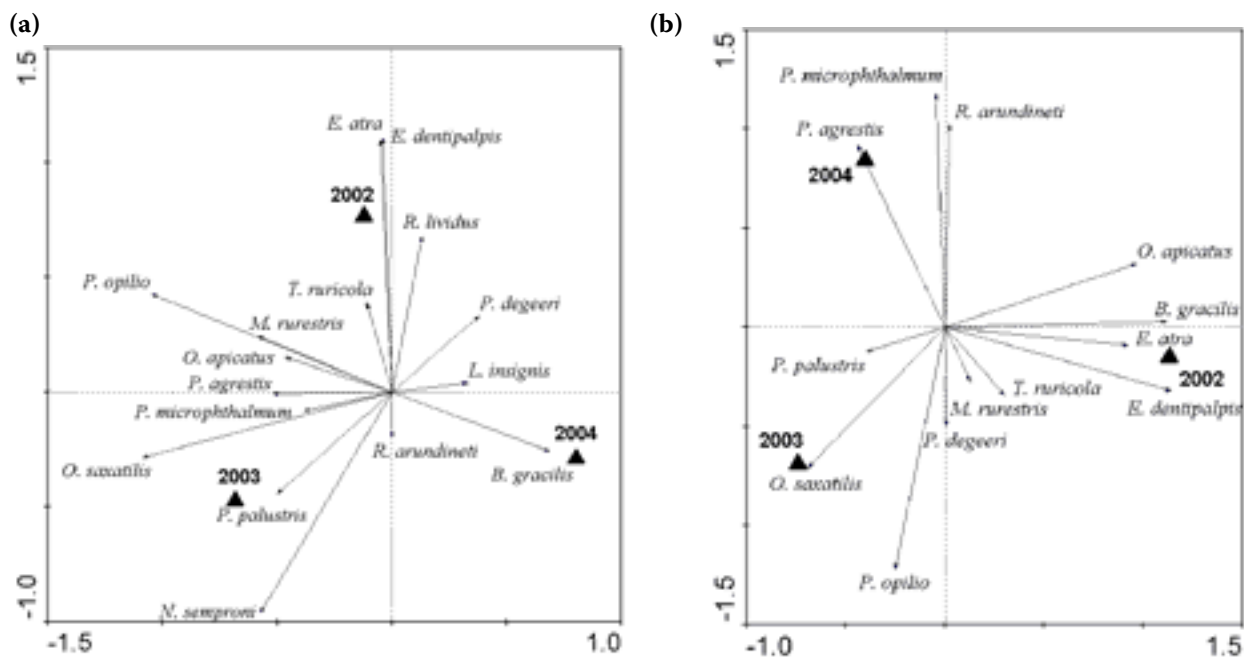 (a)
1.5
E. atra
E. dentipalpis
2002
R. lividus
P. opilio
T. ruricola
P. degeeri
M. rurestris
O. apicatus
L. insignis
P. agrestis
P. microphthalmum
2004
R. arundineti
O. saxatilis
B. gracilis
2003
P. palustris
N. semproni
-1.0
-1.5
1.0
(b)
1.5
P. microphthalmum
R. arundineti
P. agrestis
2004
O. apicatus
B. gracilis
E. atra
P. palustris
2002
T. ruricola
M. rurestris
E. dentipalpis
P. degeeri
2003
O. saxatilis
P. opilio
-1.5
-1.0
1.5